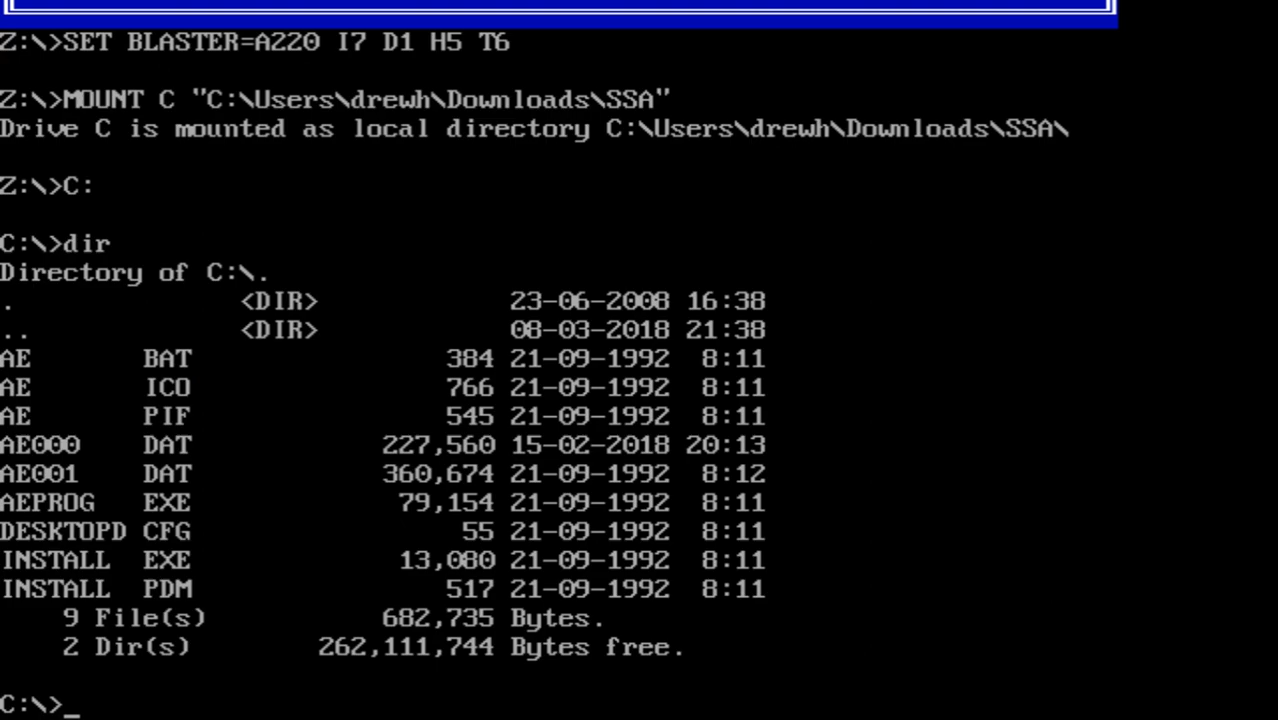 Z:\>SET BLASTER=A220 I7 D1 H5 T6
Z:\>MOUNT C "C:\Users\drewh\Downloads\SSA"
Drive C is mounted as local directory C:\Users\drewh\Downloads\SSA\
Z:\>C:
C:\>dir
Directory of C:\.
. <DIR> 23-06-2008 16:38
.. <DIR> 08-03-2018 21:38
AE BAT 384 21-09-1992 8:11
AE ICO 766 21-09-1992 8:11
AE PIF 545 21-09-1992 8:11
AE000 DAT 227,560 15-02-2018 20:13
AE001 DAT 360,674 21-09-1992 8:12
AEPROG EXE 79,154 21-09-1992 8:11
DESKTOPD CFG 55 21-09-1992 8:11
INSTALL EXE 13,080 21-09-1992 8:11
INSTALL PDM 517 21-09-1992 8:11
9 File(s) 682,735 Bytes.
2 Dir(s) 262,111,744 Bytes free.
C:\>_